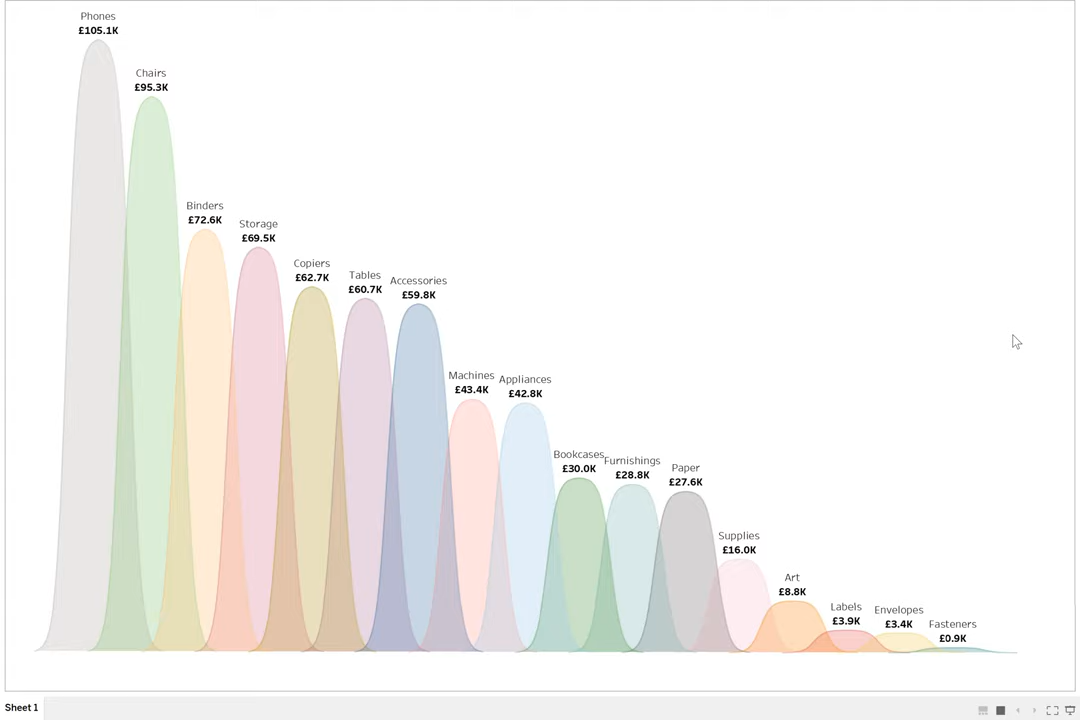 Phones
£105.1K
Chairs
£95.3K
Binders
£72.6K
Storage
£69.5K
Copiers
£62.7K
Tables
£60.7K
Accessories
£59.8K
Machines
£43.4K
Appliances
£42.8K
Bookcases
£30.0K
Furnishings
£28.8K
Paper
£27.6K
Supplies
£16.0K
Art
£8.8K
Labels
£3.9K
Envelopes
£3.4K
Fasteners
£0.9K
Sheet 1